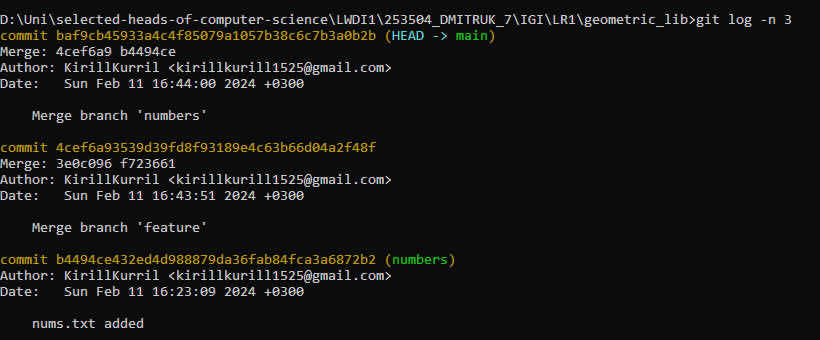 D:\Uni\selected-heads-of-computer-science\LWDI1\253504_DMITRUK_7\IGI\LR1\geometric_lib>git log -n 3
commit baf9cb45933a4c4f85079a1057b38c6c7b3a0b2b (HEAD -> main)
Merge: 4cef6a9 b4494ce
Author: KirillKurril <kirillkurill1525@gmail.com>
Date:   Sun Feb 11 16:44:00 2024 +0300

    Merge branch 'numbers'

commit 4cef6a93539d39fd8f93189e4c63b66d04a2f48f
Merge: 3e0c096 f723661
Author: KirillKurril <kirillkurill1525@gmail.com>
Date:   Sun Feb 11 16:43:51 2024 +0300

    Merge branch 'feature'

commit b4494ce432ed4d988879da36fab84fca3a6872b2 (numbers)
Author: KirillKurril <kirillkurill1525@gmail.com>
Date:   Sun Feb 11 16:23:09 2024 +0300

    nums.txt added